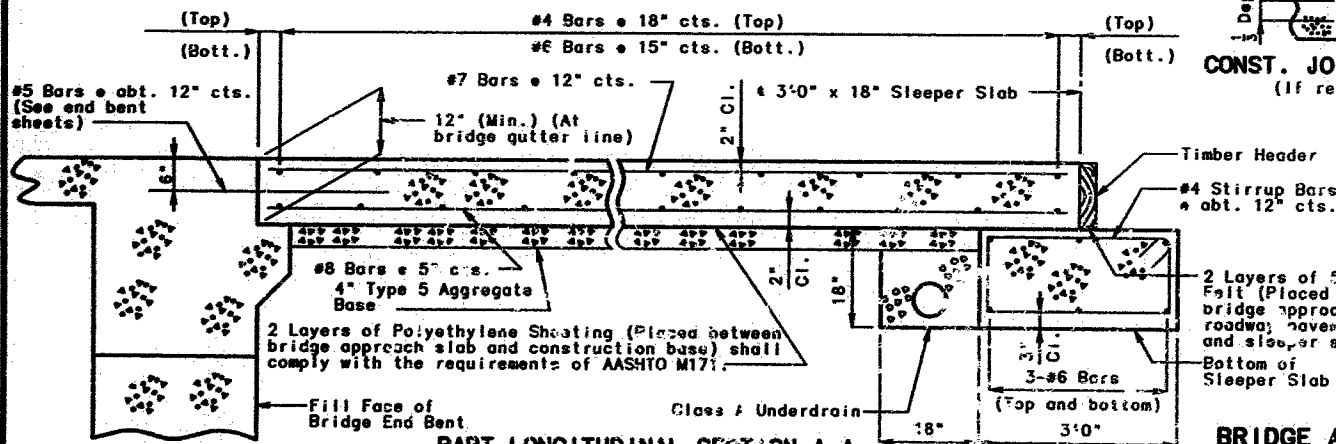 (Top)
#4 Bars @ 18" cts. (Top)
(Top)
(Bott.)
#6 Bars @ 15" cts. (Bott.)
(Bott.)
CONST. JO
(If re
#5 Bars @ abt. 12" cts.
(See end bent
sheets)
#7 Bars @ 12" cts.
12" (Min.) (At
bridge gutter line)
2" Cl.
℄ 3'-0" x 18" Sleeper Slab
6"
Timber Header
#4 Stirrup Bars
@ abt. 12" cts.
#8 Bars @ 5" cts.
4" Type 5 Aggregate
Base
2" Cl.
18"
2 Layers of Polyethylene Sheeting (Placed between
bridge approach slab and construction base) shall
comply with the requirements of AASHTO M171.
2 Layers of
Felt (Placed
bridge approa
roadway pavem
and sleeper s
3" Cl.
3-#6 Bars
(Top and bottom)
Bottom of
Sleeper Slab
Fill Face of
Bridge End Bent
Class A Underdrain
18"
3'0"
PART LONGITUDINAL SECTION A-A
BRIDGE A